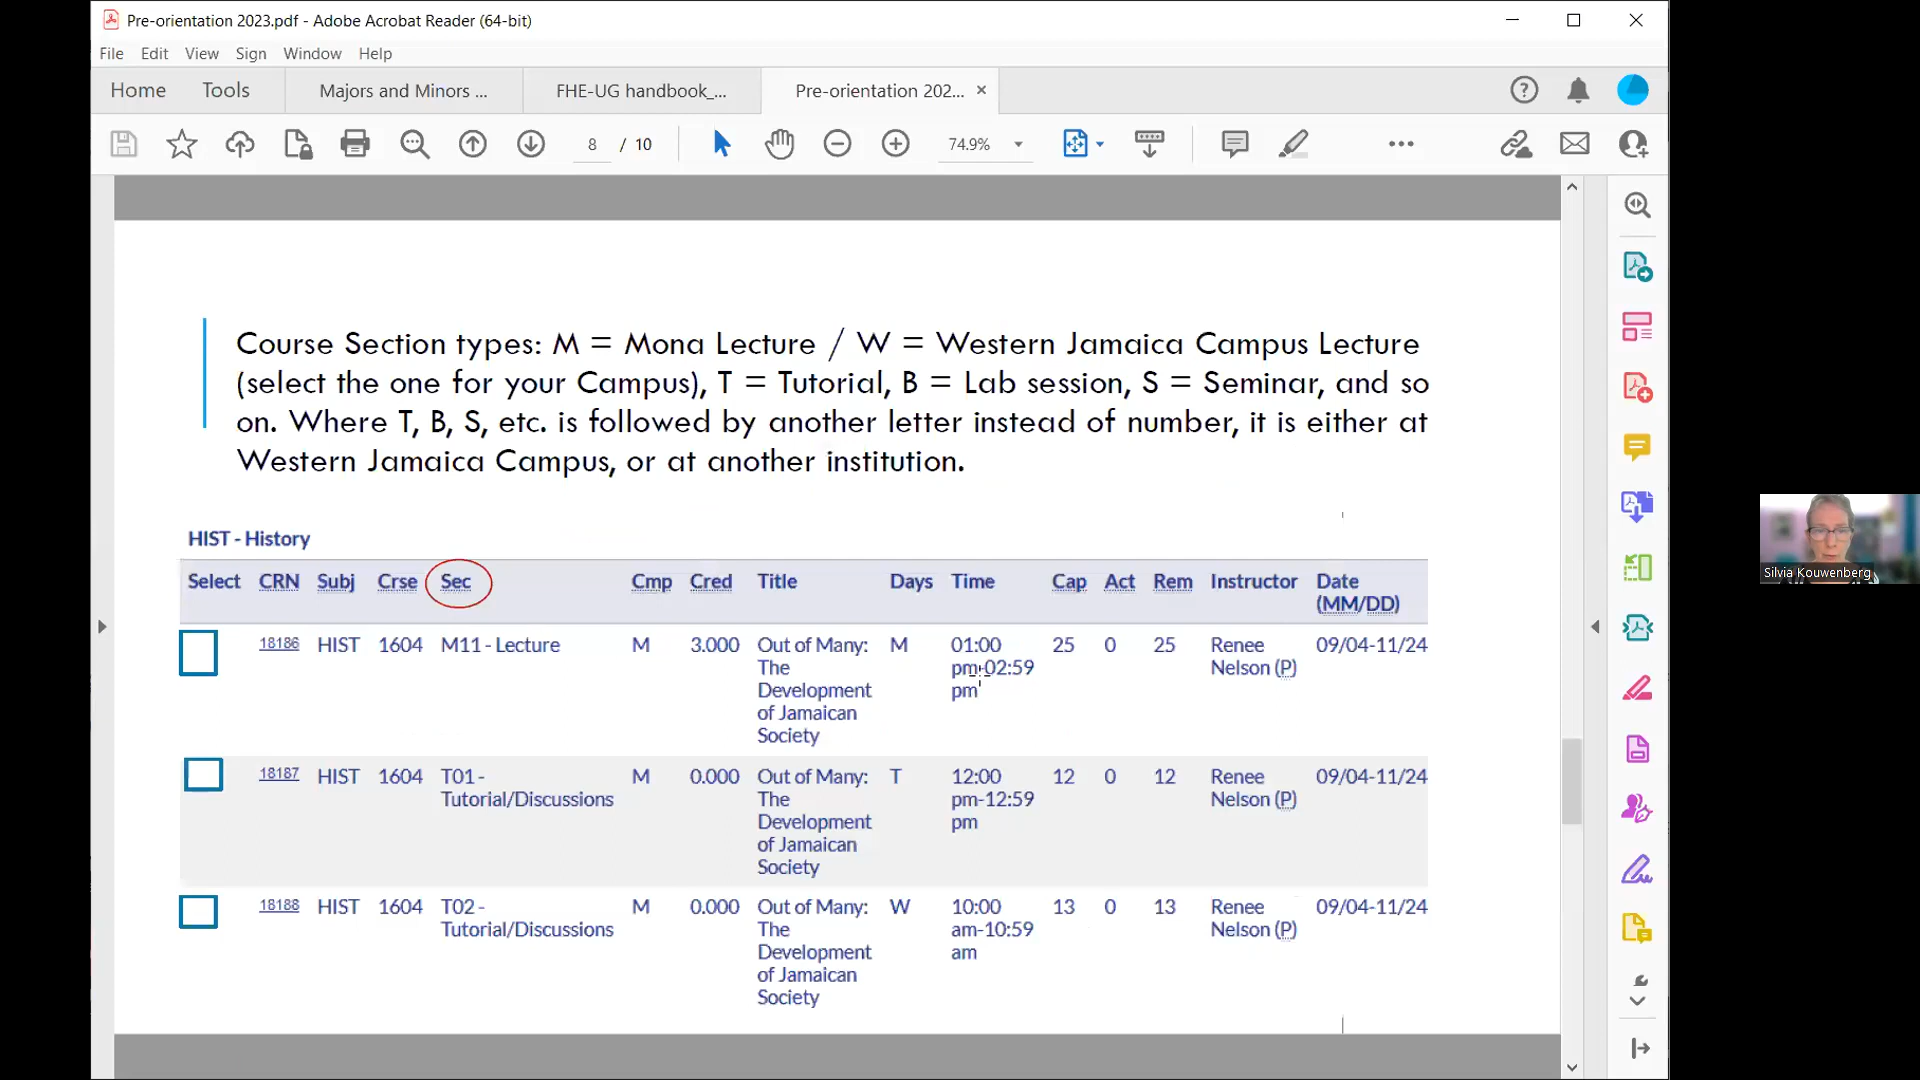 Pre-orientation 2023.pdf - Adobe Acrobat Reader (64-bit)
File Edit View Sign Window Help
Home Tools Majors and Minors ... FHE-UG handbook_... Pre-orientation 202...
8 / 10 74.9%
Course Section types: M = Mona Lecture / W = Western Jamaica Campus Lecture
(select the one for your Campus), T = Tutorial, B = Lab session, S = Seminar, and so
on. Where T, B, S, etc. is followed by another letter instead of number, it is either at
Western Jamaica Campus, or at another institution.
HIST - History
Select CRN Subj Crse Sec Cmp Cred Title Days Time Cap Act Rem Instructor Date
(MM/DD)
18186 HIST 1604 M11 - Lecture M 3.000 Out of Many: M 01:00 25 0 25 Renee 09/04-11/24
The pm-02:59 Nelson (P)
Development pm
of Jamaican
Society
18187 HIST 1604 T01 - M 0.000 Out of Many: T 12:00 12 0 12 Renee 09/04-11/24
Tutorial/Discussions The pm-12:59 Nelson (P)
Development pm
of Jamaican
Society
18188 HIST 1604 T02 - M 0.000 Out of Many: W 10:00 13 0 13 Renee 09/04-11/24
Tutorial/Discussions The am-10:59 Nelson (P)
Development am
of Jamaican
Society
Silvia Kouwenberg